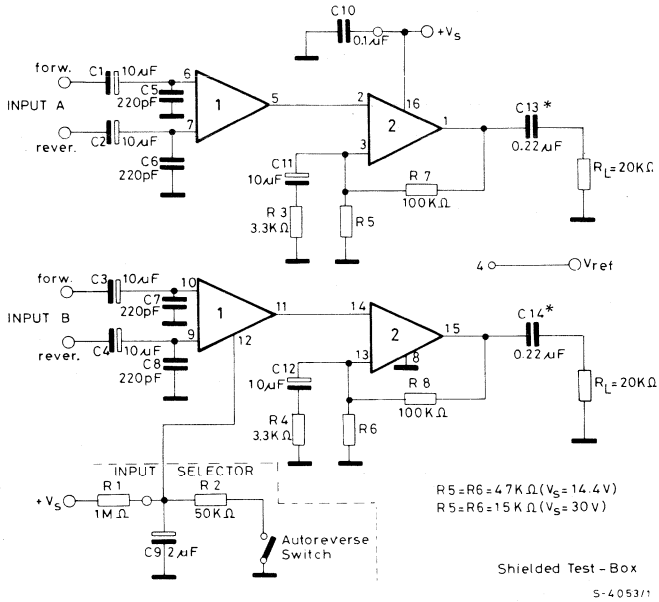 C10
0.1µF
+Vs
forw.
C1
10µF
6
C5
220pF
INPUT A
1
5
2
16
7
C2
10µF
rever.
C6
220pF
2
1
3
C13*
0.22µF
C11
10µF
R7
100KΩ
RL=20KΩ
R3
3.3KΩ
R5
forw.
C3
10µF
10
C7
220pF
4
Vref
INPUT B
1
11
14
12
9
C4
10µF
rever.
C8
220pF
2
15
13
8
C14*
0.22µF
C12
10µF
R8
100KΩ
RL=20KΩ
R4
3.3KΩ
R6
INPUT SELECTOR
+Vs
R1
1MΩ
R2
50KΩ
C9 2µF
Autoreverse
Switch
R5=R6=47KΩ(Vs=14.4V)
R5=R6=15KΩ(Vs=30V)
Shielded Test-Box
S-4053/1